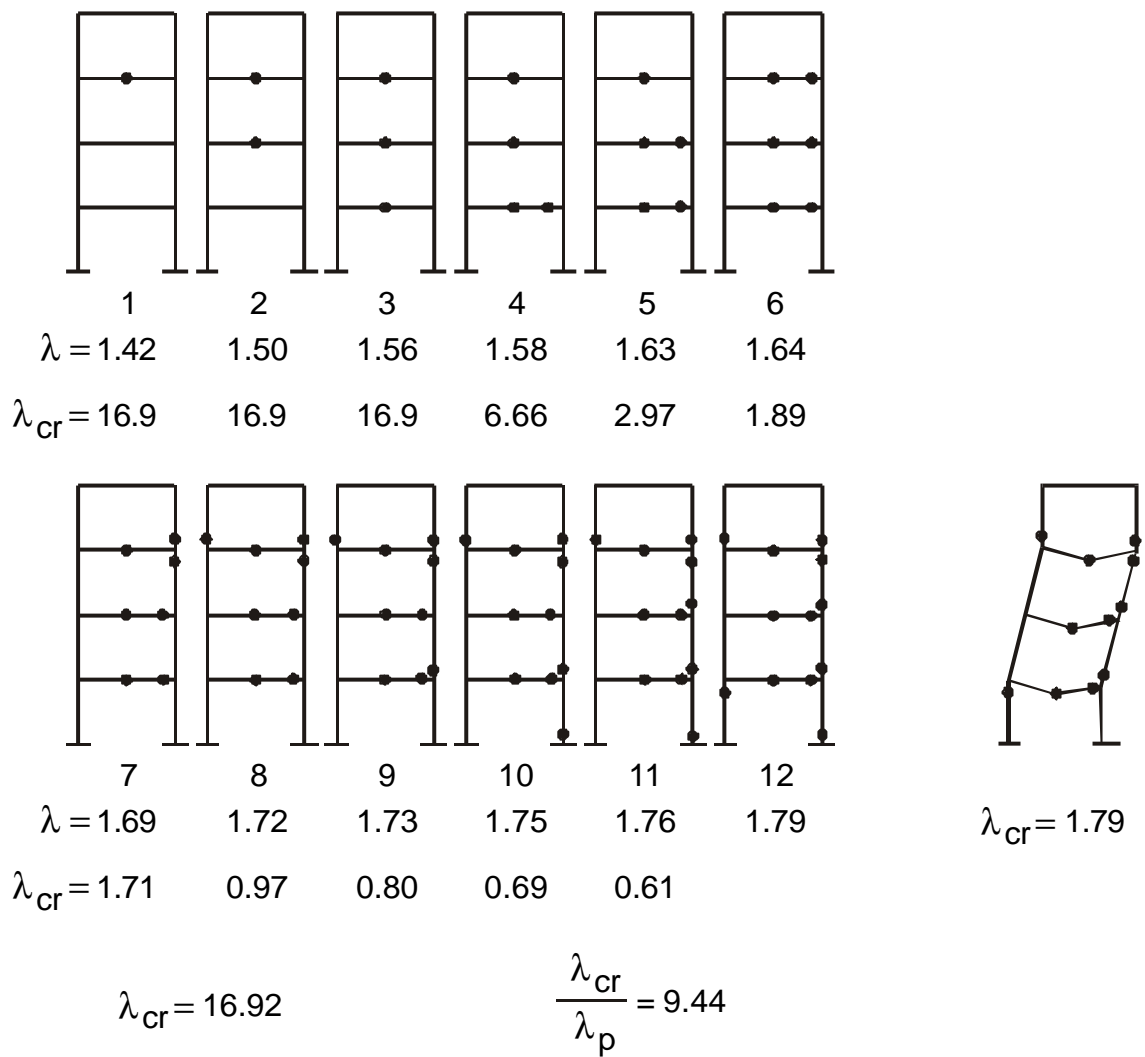 1 2 3 4 5 6
λ = 1.42 1.50 1.56 1.58 1.63 1.64
λcr = 16.9 16.9 16.9 6.66 2.97 1.89
7 8 9 10 11 12
λ = 1.69 1.72 1.73 1.75 1.76 1.79 λcr = 1.79
λcr = 1.71 0.97 0.80 0.69 0.61
λcr = 16.92 λcr / λp = 9.44